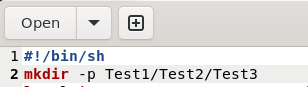 Open
1 #!/bin/sh
2 mkdir -p Test1/Test2/Test3